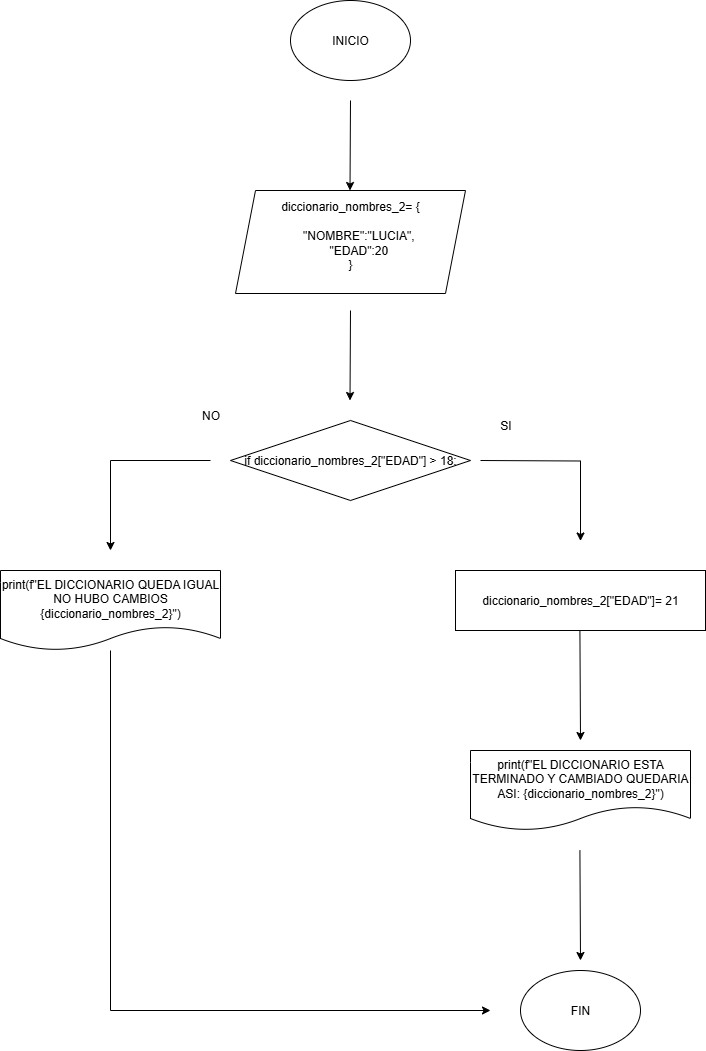 INICIO
diccionario_nombres_2= {
"NOMBRE":"LUCIA",
"EDAD":20
}
NO
SI
if diccionario_nombres_2["EDAD"] > 18:
print(f"EL DICCIONARIO QUEDA IGUAL
NO HUBO CAMBIOS
{diccionario_nombres_2}")
diccionario_nombres_2["EDAD"]= 21
print(f"EL DICCIONARIO ESTA
TERMINADO Y CAMBIADO QUEDARIA
ASI: {diccionario_nombres_2}")
FIN